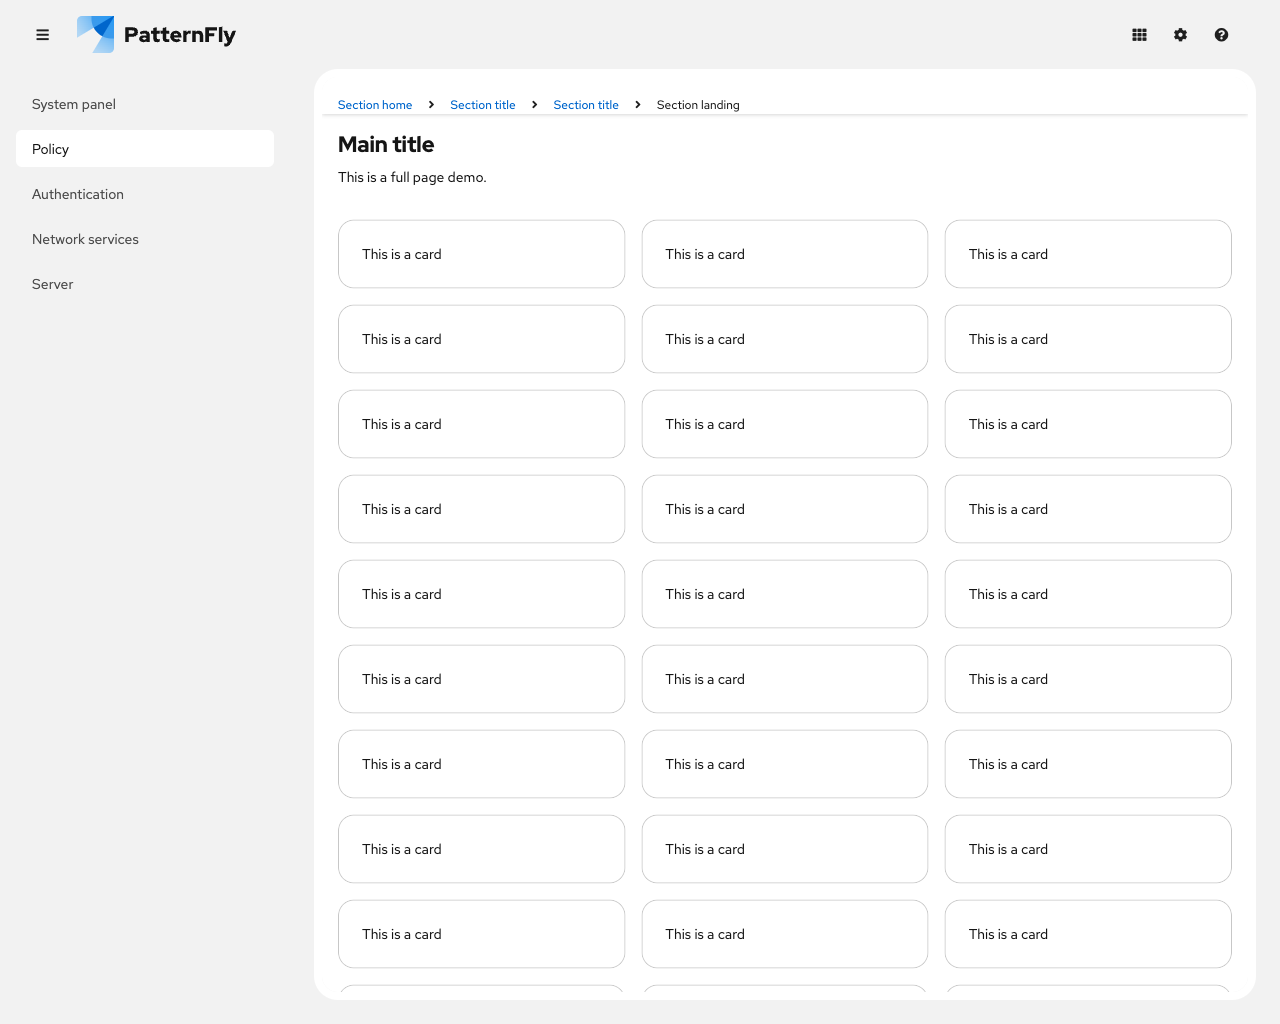 PatternFly
System panel
Policy
Authentication
Network services
Server
Section home Section title Section title Section landing
Main title
This is a full page demo.
This is a card This is a card This is a card
This is a card This is a card This is a card
This is a card This is a card This is a card
This is a card This is a card This is a card
This is a card This is a card This is a card
This is a card This is a card This is a card
This is a card This is a card This is a card
This is a card This is a card This is a card
This is a card This is a card This is a card